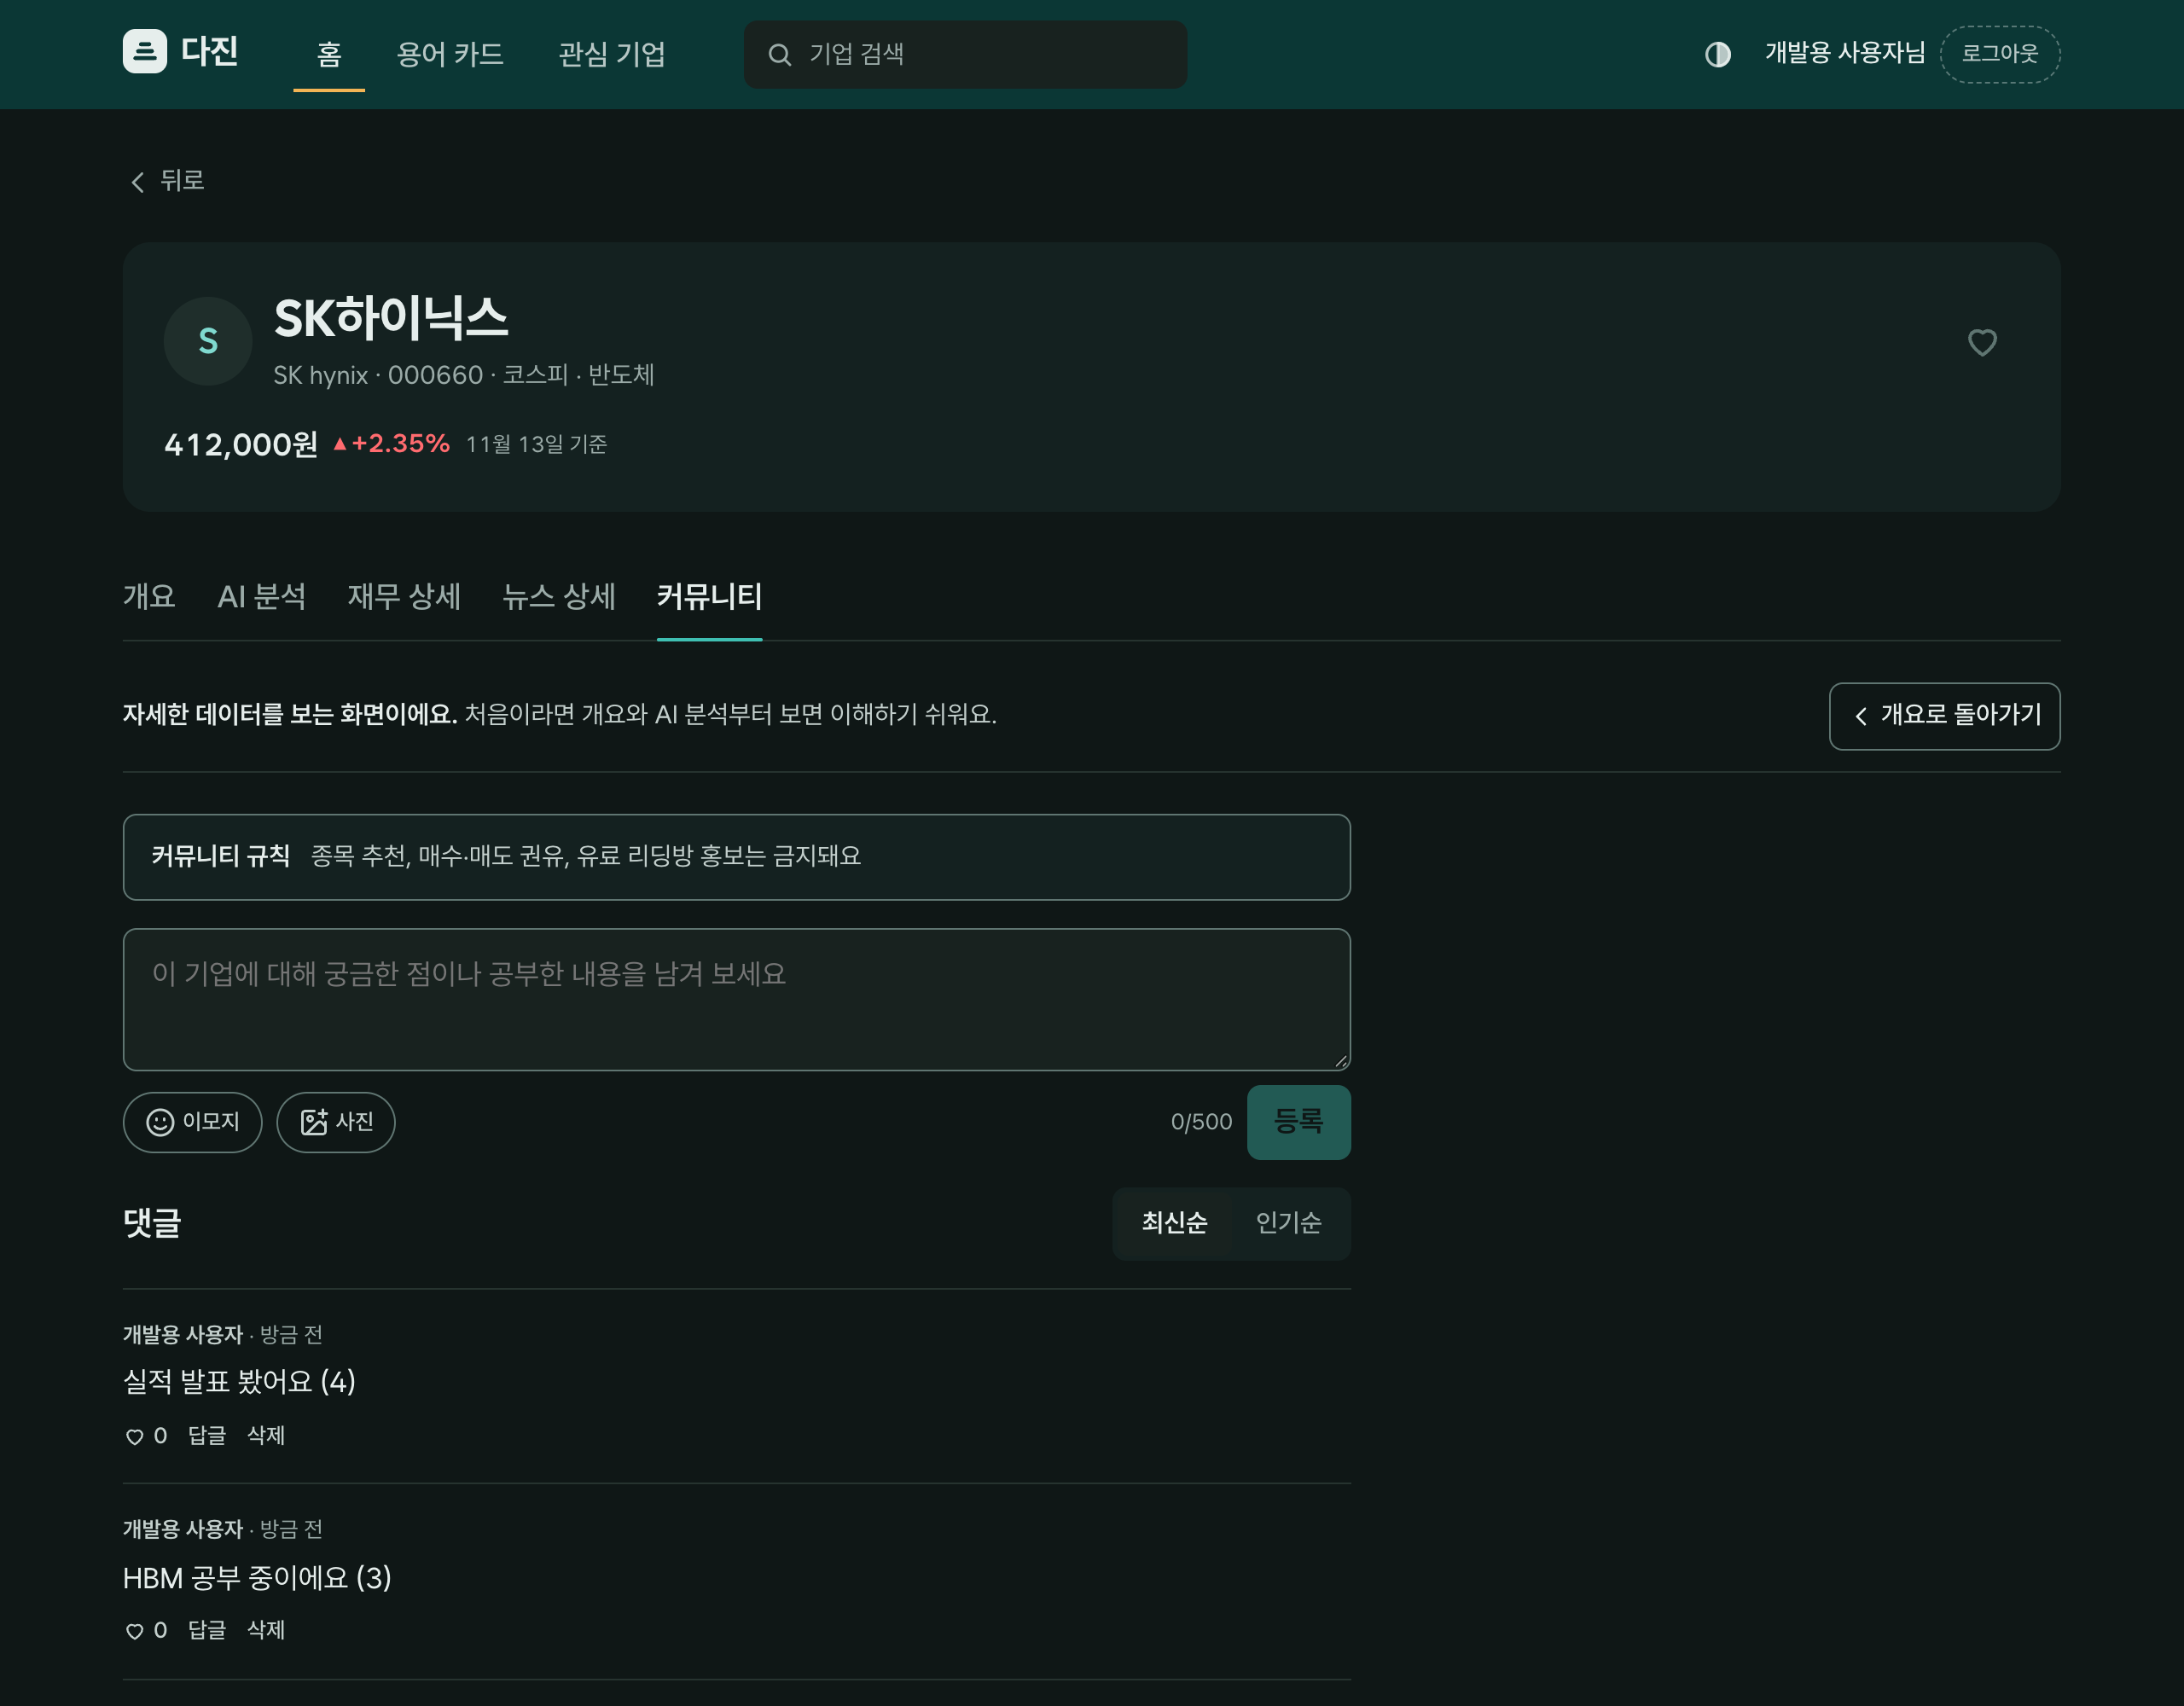 다진 홈 용어 카드 관심 기업 기업 검색 개발용 사용자님 로그아웃
뒤로
S
SK하이닉스
SK hynix · 000660 · 코스피 · 반도체
412,000원 ▲+2.35% 11월 13일 기준
개요 AI 분석 재무 상세 뉴스 상세 커뮤니티
자세한 데이터를 보는 화면이에요. 처음이라면 개요와 AI 분석부터 보면 이해하기 쉬워요. 개요로 돌아가기
커뮤니티 규칙 종목 추천, 매수·매도 권유, 유료 리딩방 홍보는 금지돼요
이 기업에 대해 궁금한 점이나 공부한 내용을 남겨 보세요
이모지 사진 0/500 등록
댓글 최신순 인기순
개발용 사용자 · 방금 전
실적 발표 봤어요 (4)
0 답글 삭제
개발용 사용자 · 방금 전
HBM 공부 중이에요 (3)
0 답글 삭제